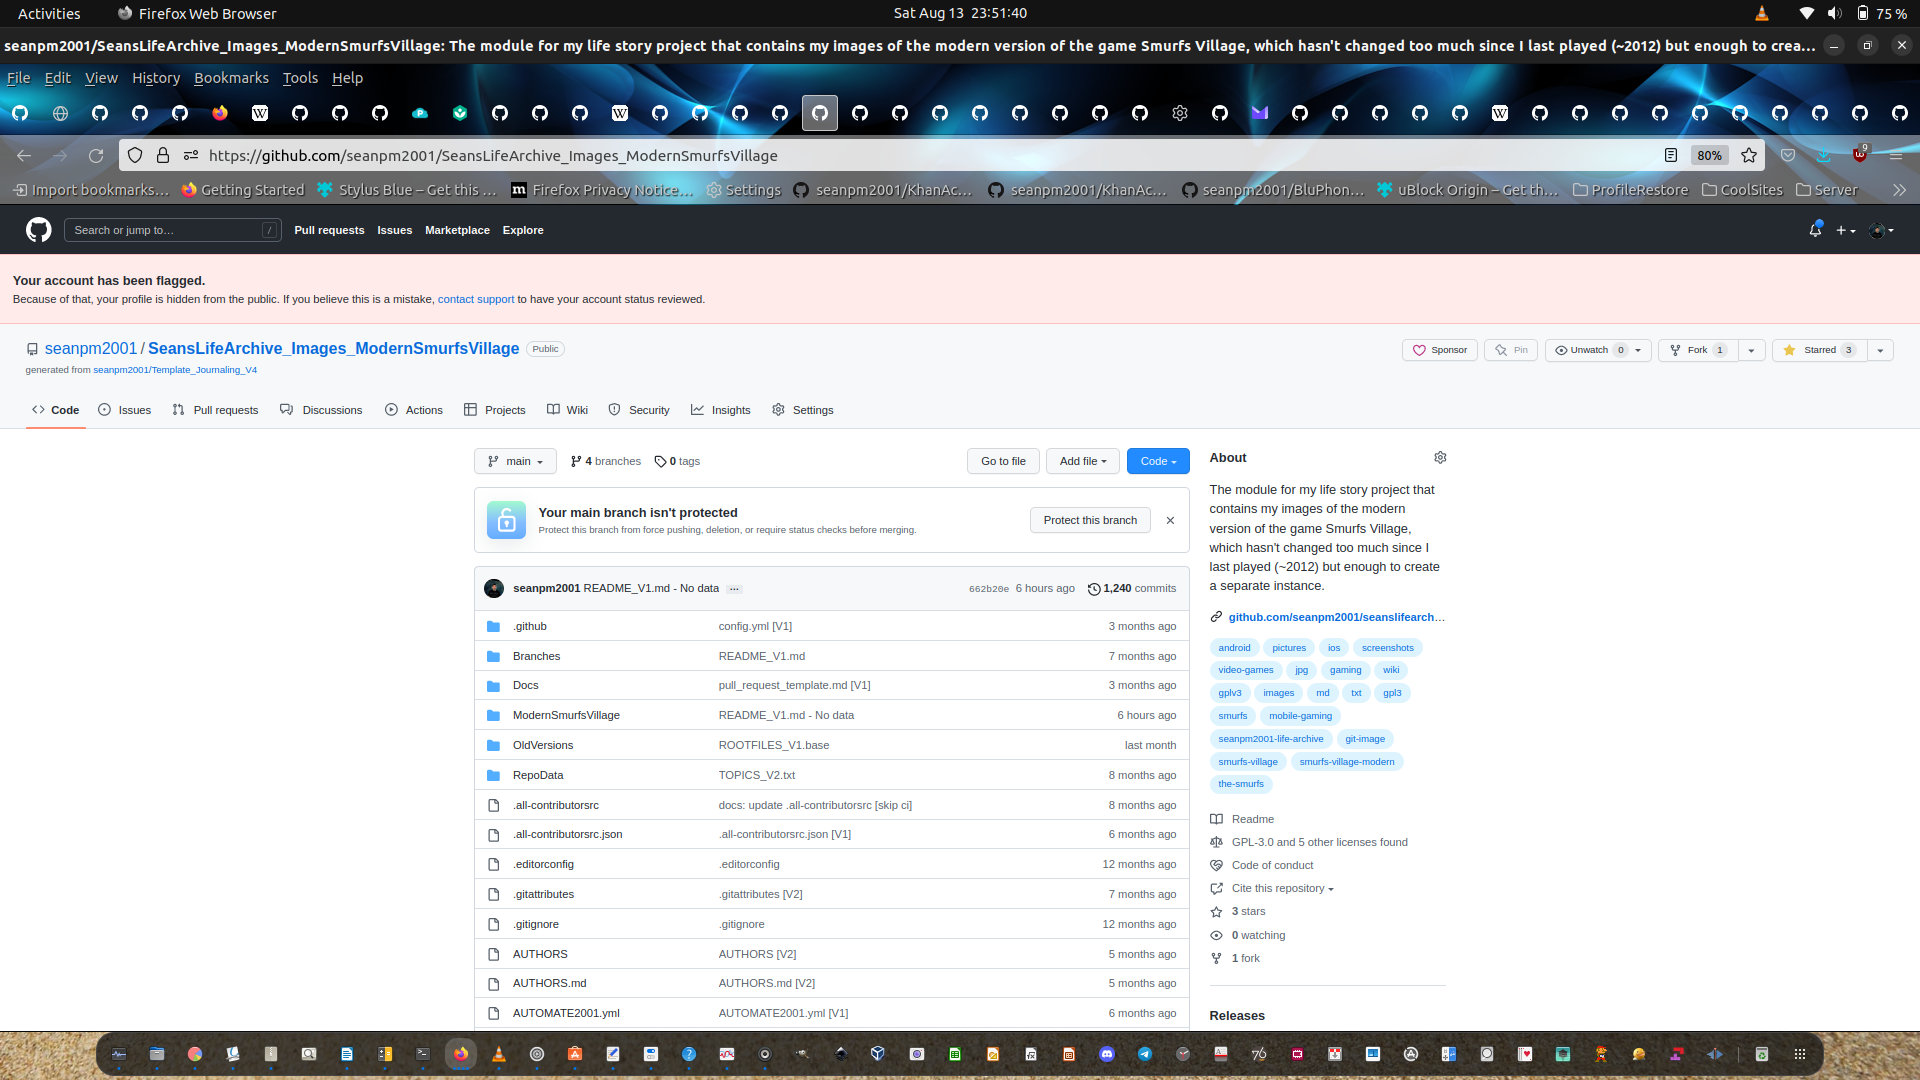 Activities Firefox Web Browser Sat Aug 13 23:51:40 75 %
seanpm2001/SeansLifeArchive_Images_ModernSmurfsVillage: The module for my life story project that contains my images of the modern version of the game Smurfs Village, which hasn't changed too much since I last played (~2012) but enough to crea…
File Edit View History Bookmarks Tools Help
https://github.com/seanpm2001/SeansLifeArchive_Images_ModernSmurfsVillage 80% 9
Import bookmarks… Getting Started Stylus Blue – Get this … Firefox Privacy Notice… Settings seanpm2001/KhanAc… seanpm2001/KhanAc… seanpm2001/BluPhon… uBlock Origin – Get th… ProfileRestore CoolSites Server
Search or jump to… / Pull requests Issues Marketplace Explore
Your account has been flagged.
Because of that, your profile is hidden from the public. If you believe this is a mistake, contact support to have your account status reviewed.
seanpm2001 / SeansLifeArchive_Images_ModernSmurfsVillage Public Sponsor Pin Unwatch 0 Fork 1 Starred 3
generated from seanpm2001/Template_Journaling_V4
Code Issues Pull requests Discussions Actions Projects Wiki Security Insights Settings
main 4 branches 0 tags Go to file Add file Code
Your main branch isn't protected
Protect this branch from force pushing, deletion, or require status checks before merging.
Protect this branch
seanpm2001 README_V1.md - No data … 662b20e 6 hours ago 1,240 commits
.github config.yml [V1] 3 months ago
Branches README_V1.md 7 months ago
Docs pull_request_template.md [V1] 3 months ago
ModernSmurfsVillage README_V1.md - No data 6 hours ago
OldVersions ROOTFILES_V1.base last month
RepoData TOPICS_V2.txt 8 months ago
.all-contributorsrc docs: update .all-contributorsrc [skip ci] 8 months ago
.all-contributorsrc.json .all-contributorsrc.json [V1] 6 months ago
.editorconfig .editorconfig 12 months ago
.gitattributes .gitattributes [V2] 7 months ago
.gitignore .gitignore 12 months ago
AUTHORS AUTHORS [V2] 5 months ago
AUTHORS.md AUTHORS.md [V2] 5 months ago
AUTOMATE2001.yml AUTOMATE2001.yml [V1] 6 months ago
About
The module for my life story project that
contains my images of the modern
version of the game Smurfs Village,
which hasn't changed too much since I
last played (~2012) but enough to create
a separate instance.
github.com/seanpm2001/seanslifearch…
android pictures ios screenshots
video-games jpg gaming wiki
gplv3 images md txt gpl3
smurfs mobile-gaming
seanpm2001-life-archive git-image
smurfs-village smurfs-village-modern
the-smurfs
Readme
GPL-3.0 and 5 other licenses found
Code of conduct
Cite this repository
3 stars
0 watching
1 fork
Releases